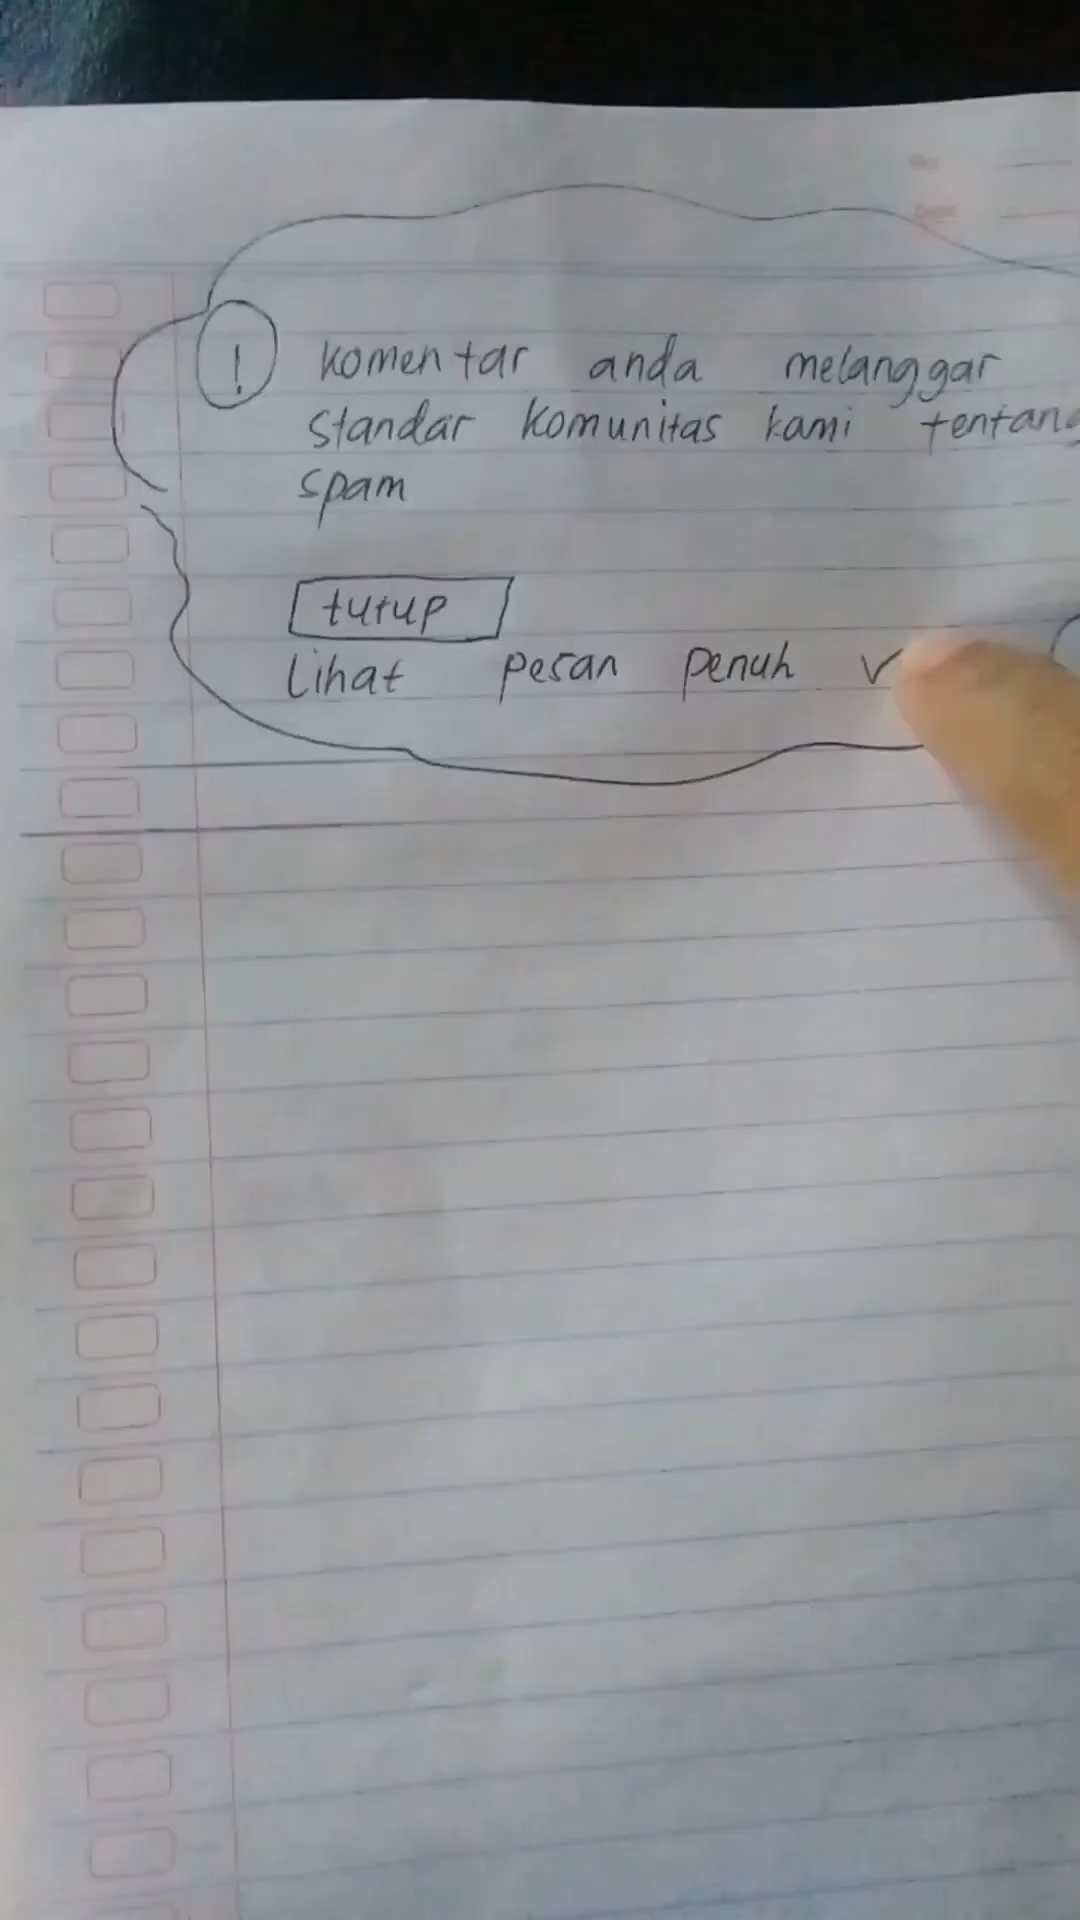 ! komentar anda melanggar
standar komunitas kami tentang
spam
tutup
lihat pesan penuh v